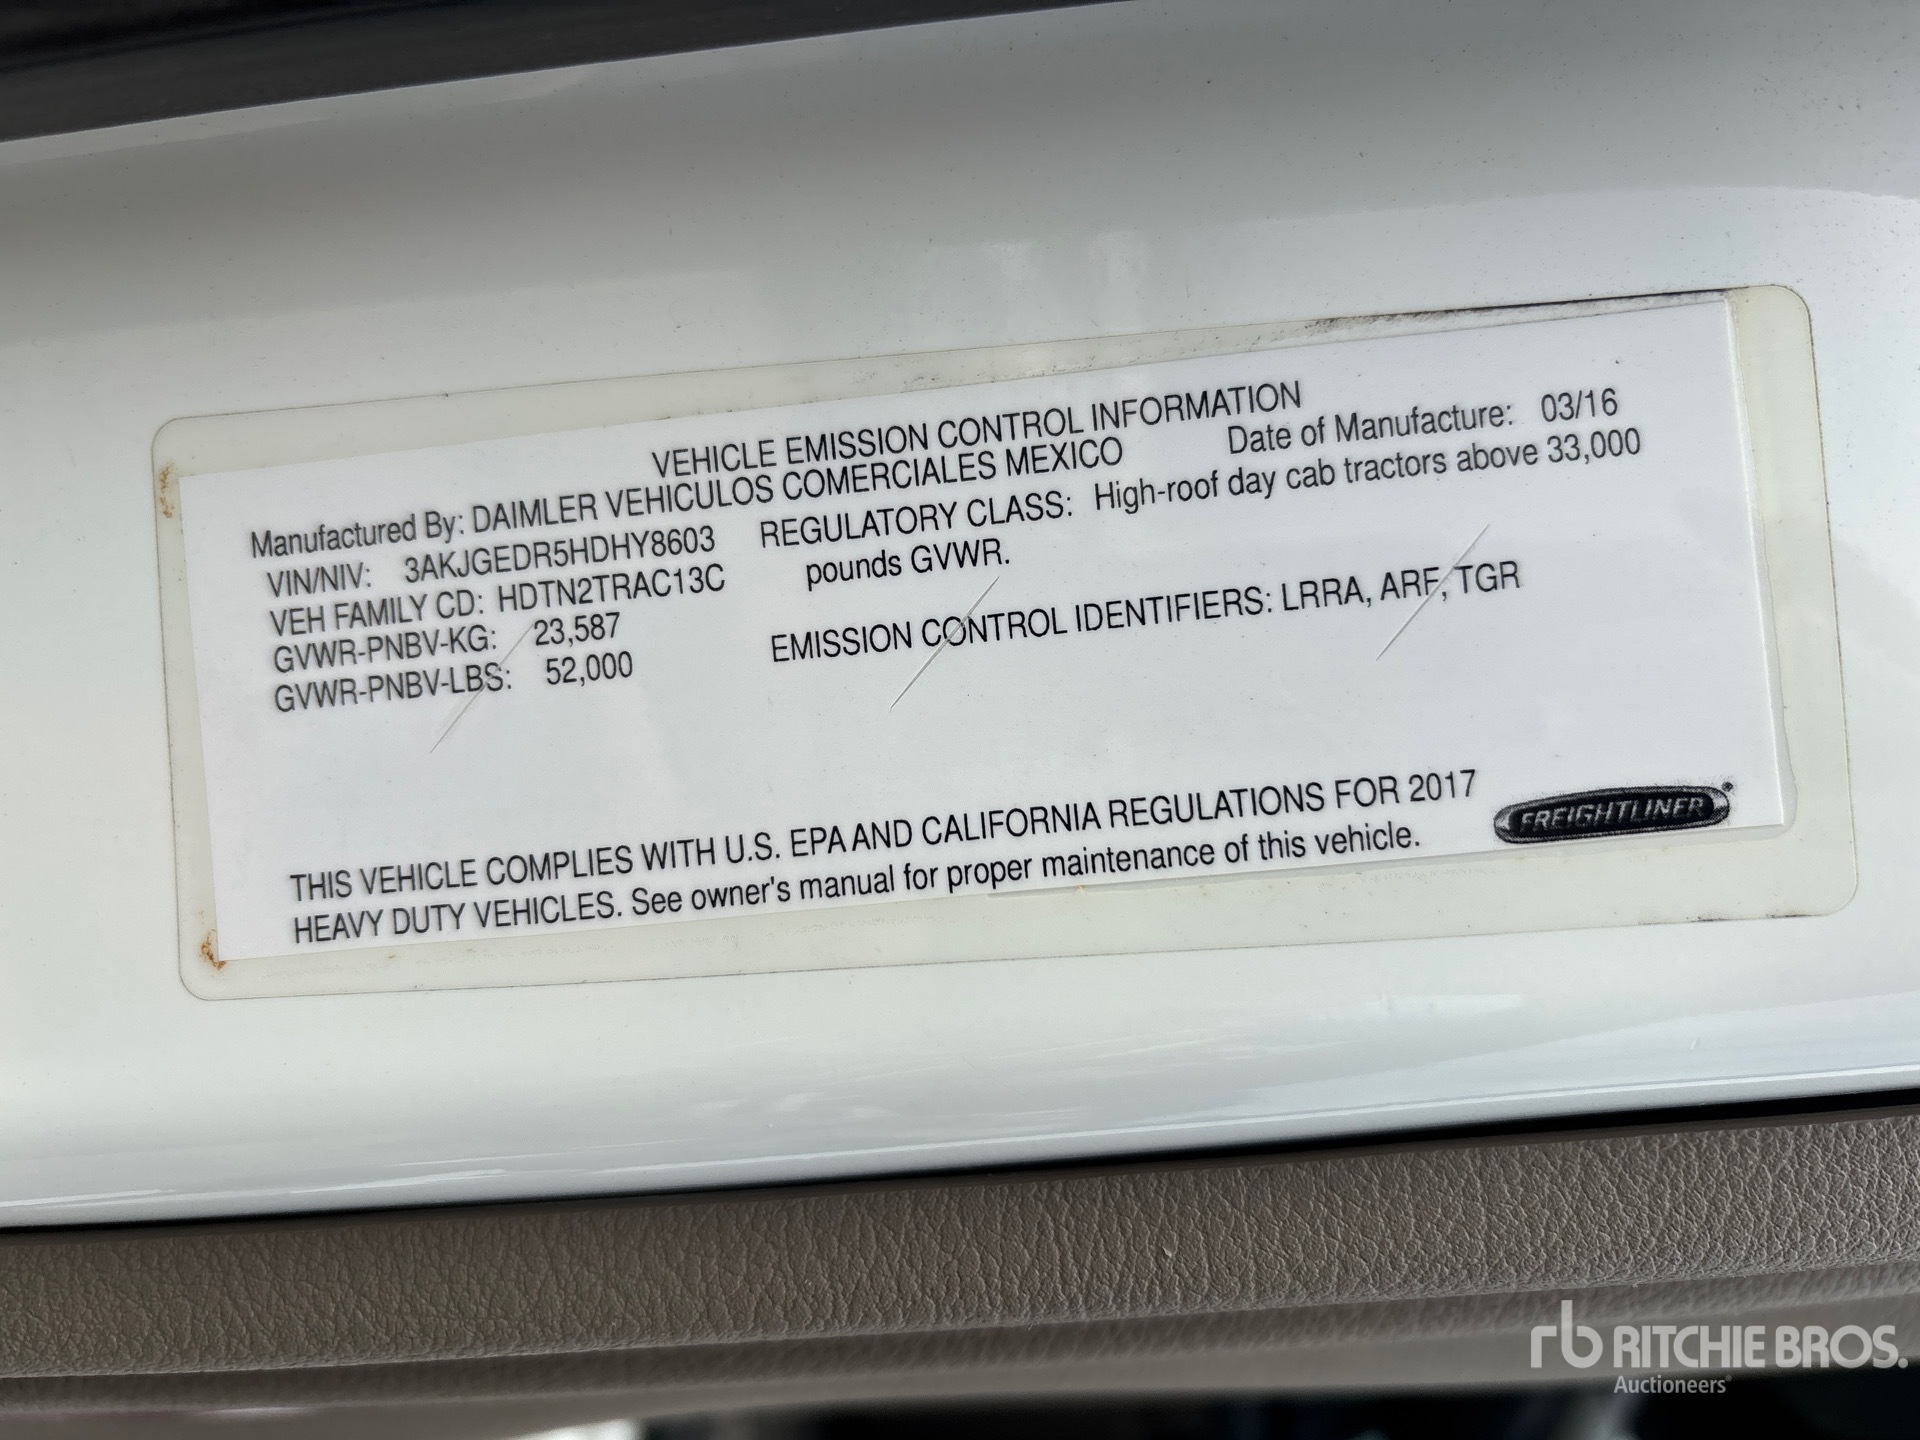 VEHICLE EMISSION CONTROL INFORMATION
Manufactured By: DAIMLER VEHICULOS COMERCIALES MEXICO Date of Manufacture: 03/16
VIN/NIV: 3AKJGEDR5HDHY8603 REGULATORY CLASS: High-roof day cab tractors above 33,000
VEH FAMILY CD: HDTN2TRAC13C pounds GVWR.
GVWR-PNBV-KG: 23,587
GVWR-PNBV-LBS: 52,000 EMISSION CONTROL IDENTIFIERS: LRRA, ARF, TGR
THIS VEHICLE COMPLIES WITH U.S. EPA AND CALIFORNIA REGULATIONS FOR 2017
HEAVY DUTY VEHICLES. See owner's manual for proper maintenance of this vehicle.
FREIGHTLINER
rb RITCHIE BROS.
Auctioneers